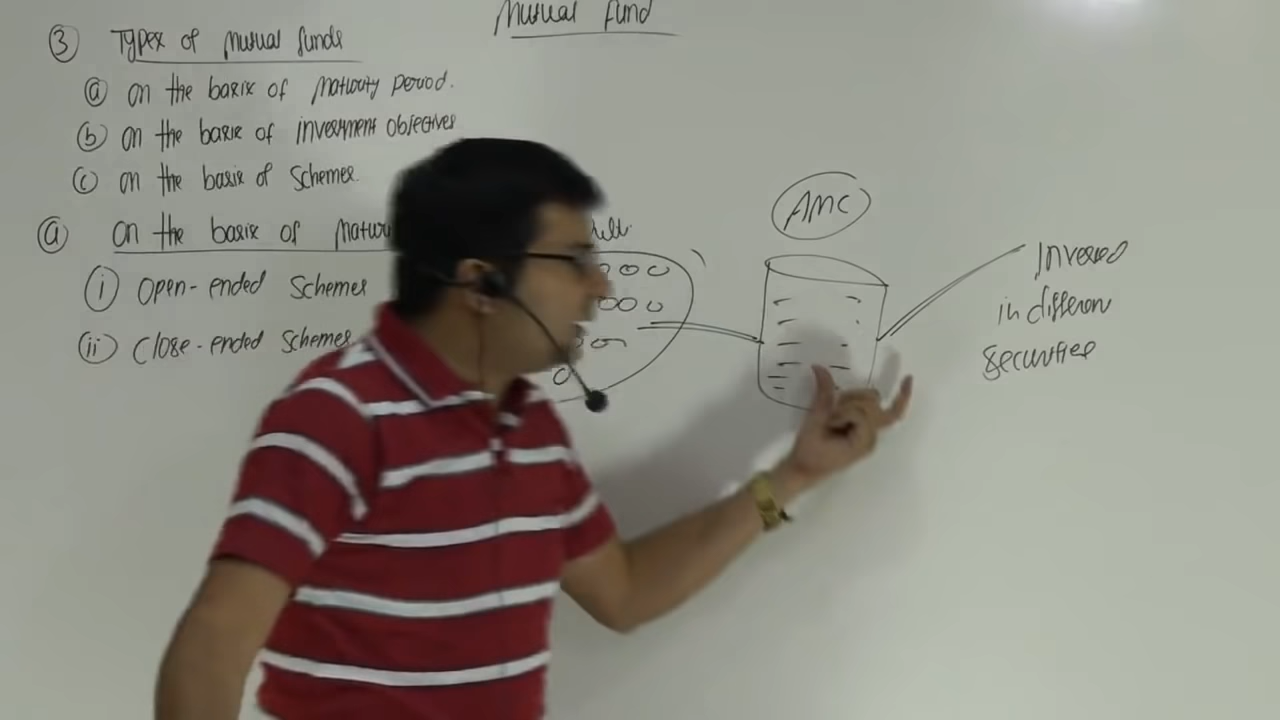 Mutual Fund
③ Types of Mutual funds
ⓐ on the basis of Maturity period.
ⓑ on the basis of investment objectives
ⓒ on the basis of Schemes.
ⓐ on the basis of
ⓘ open-ended Schemes
(ii) Close-ended Schemes
AMC
Invested
in different
Securities